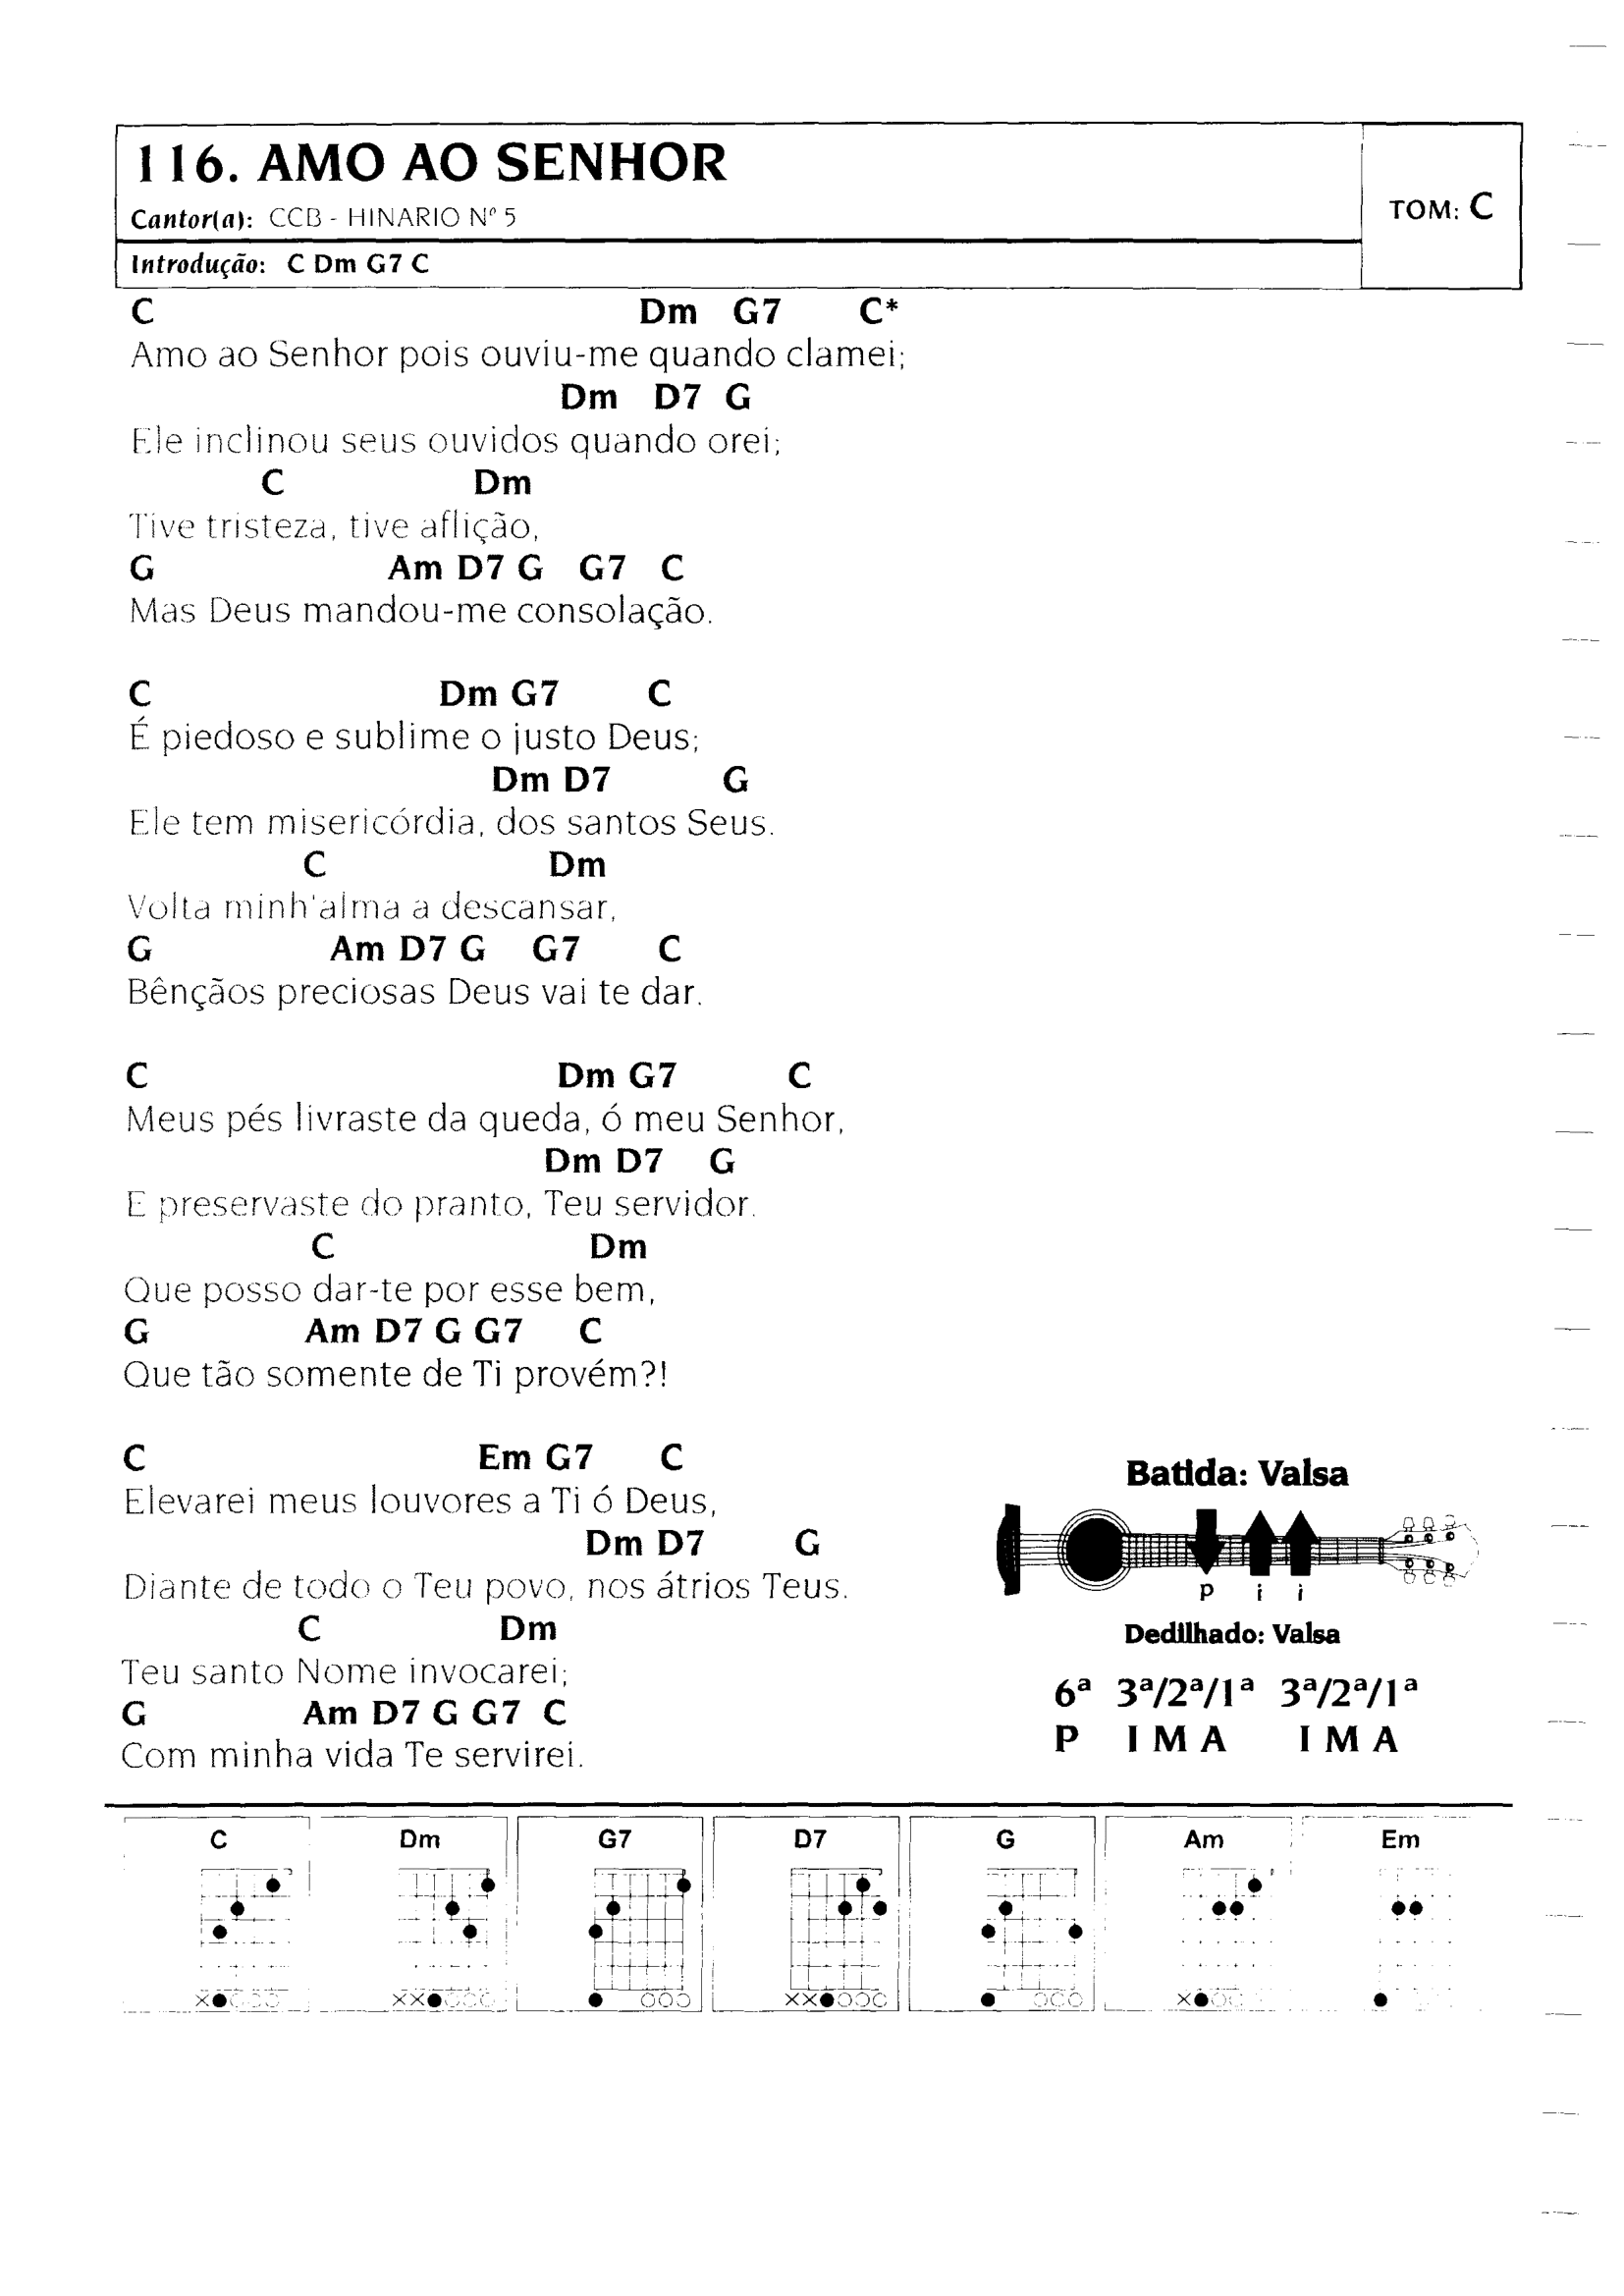 116. AMO AO SENHOR
Cantor(a): CCB - HINARIO Nº 5
TOM: C
Introdução: C Dm G7 C
C Dm G7 C*
Amo ao Senhor pois ouviu-me quando clamei;
Dm D7 G
Ele inclinou seus ouvidos quando orei;
C Dm
Tive tristeza, tive aflição,
G Am D7 G G7 C
Mas Deus mandou-me consolação.
C Dm G7 C
É piedoso e sublime o justo Deus;
Dm D7 G
Ele tem misericórdia, dos santos Seus.
C Dm
Volta minh'alma a descansar,
G Am D7 G G7 C
Bênçãos preciosas Deus vai te dar.
C Dm G7 C
Meus pés livraste da queda, ó meu Senhor,
Dm D7 G
E preservaste do pranto, Teu servidor.
C Dm
Que posso dar-te por esse bem,
G Am D7 G G7 C
Que tão somente de Ti provém?!
C Em G7 C
Elevarei meus louvores a Ti ó Deus,
Dm D7 G
Diante de todo o Teu povo, nos átrios Teus.
C Dm
Teu santo Nome invocarei;
G Am D7 G G7 C
Com minha vida Te servirei.
Batida: Valsa
p i i
Dedilhado: Valsa
6ª 3ª/2ª/1ª 3ª/2ª/1ª
P I M A I M A
C Dm G7 D7 G Am Em